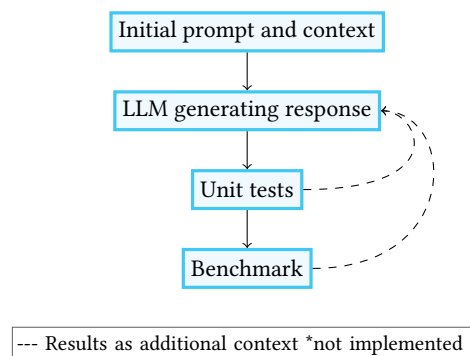 Initial prompt and context
LLM generating response
Unit tests
Benchmark
--- Results as additional context *not implemented